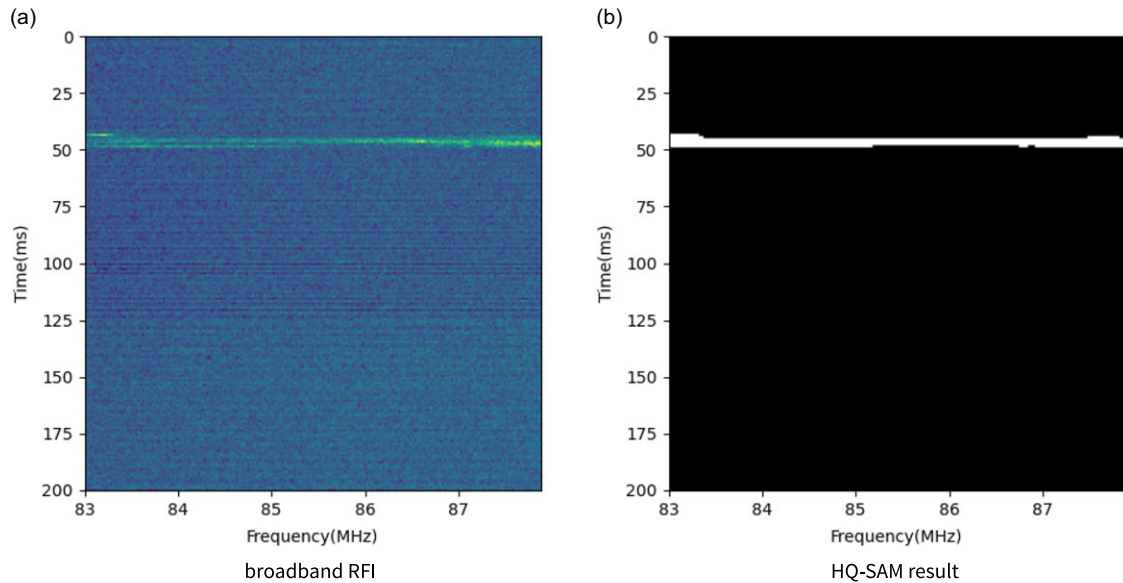 (a)
0
25
50
75
100
125
150
175
200
Time(ms)
83 84 85 86 87
Frequency(MHz)
broadband RFI
(b)
0
25
50
75
100
125
150
175
200
Time(ms)
83 84 85 86 87
Frequency(MHz)
HQ-SAM result